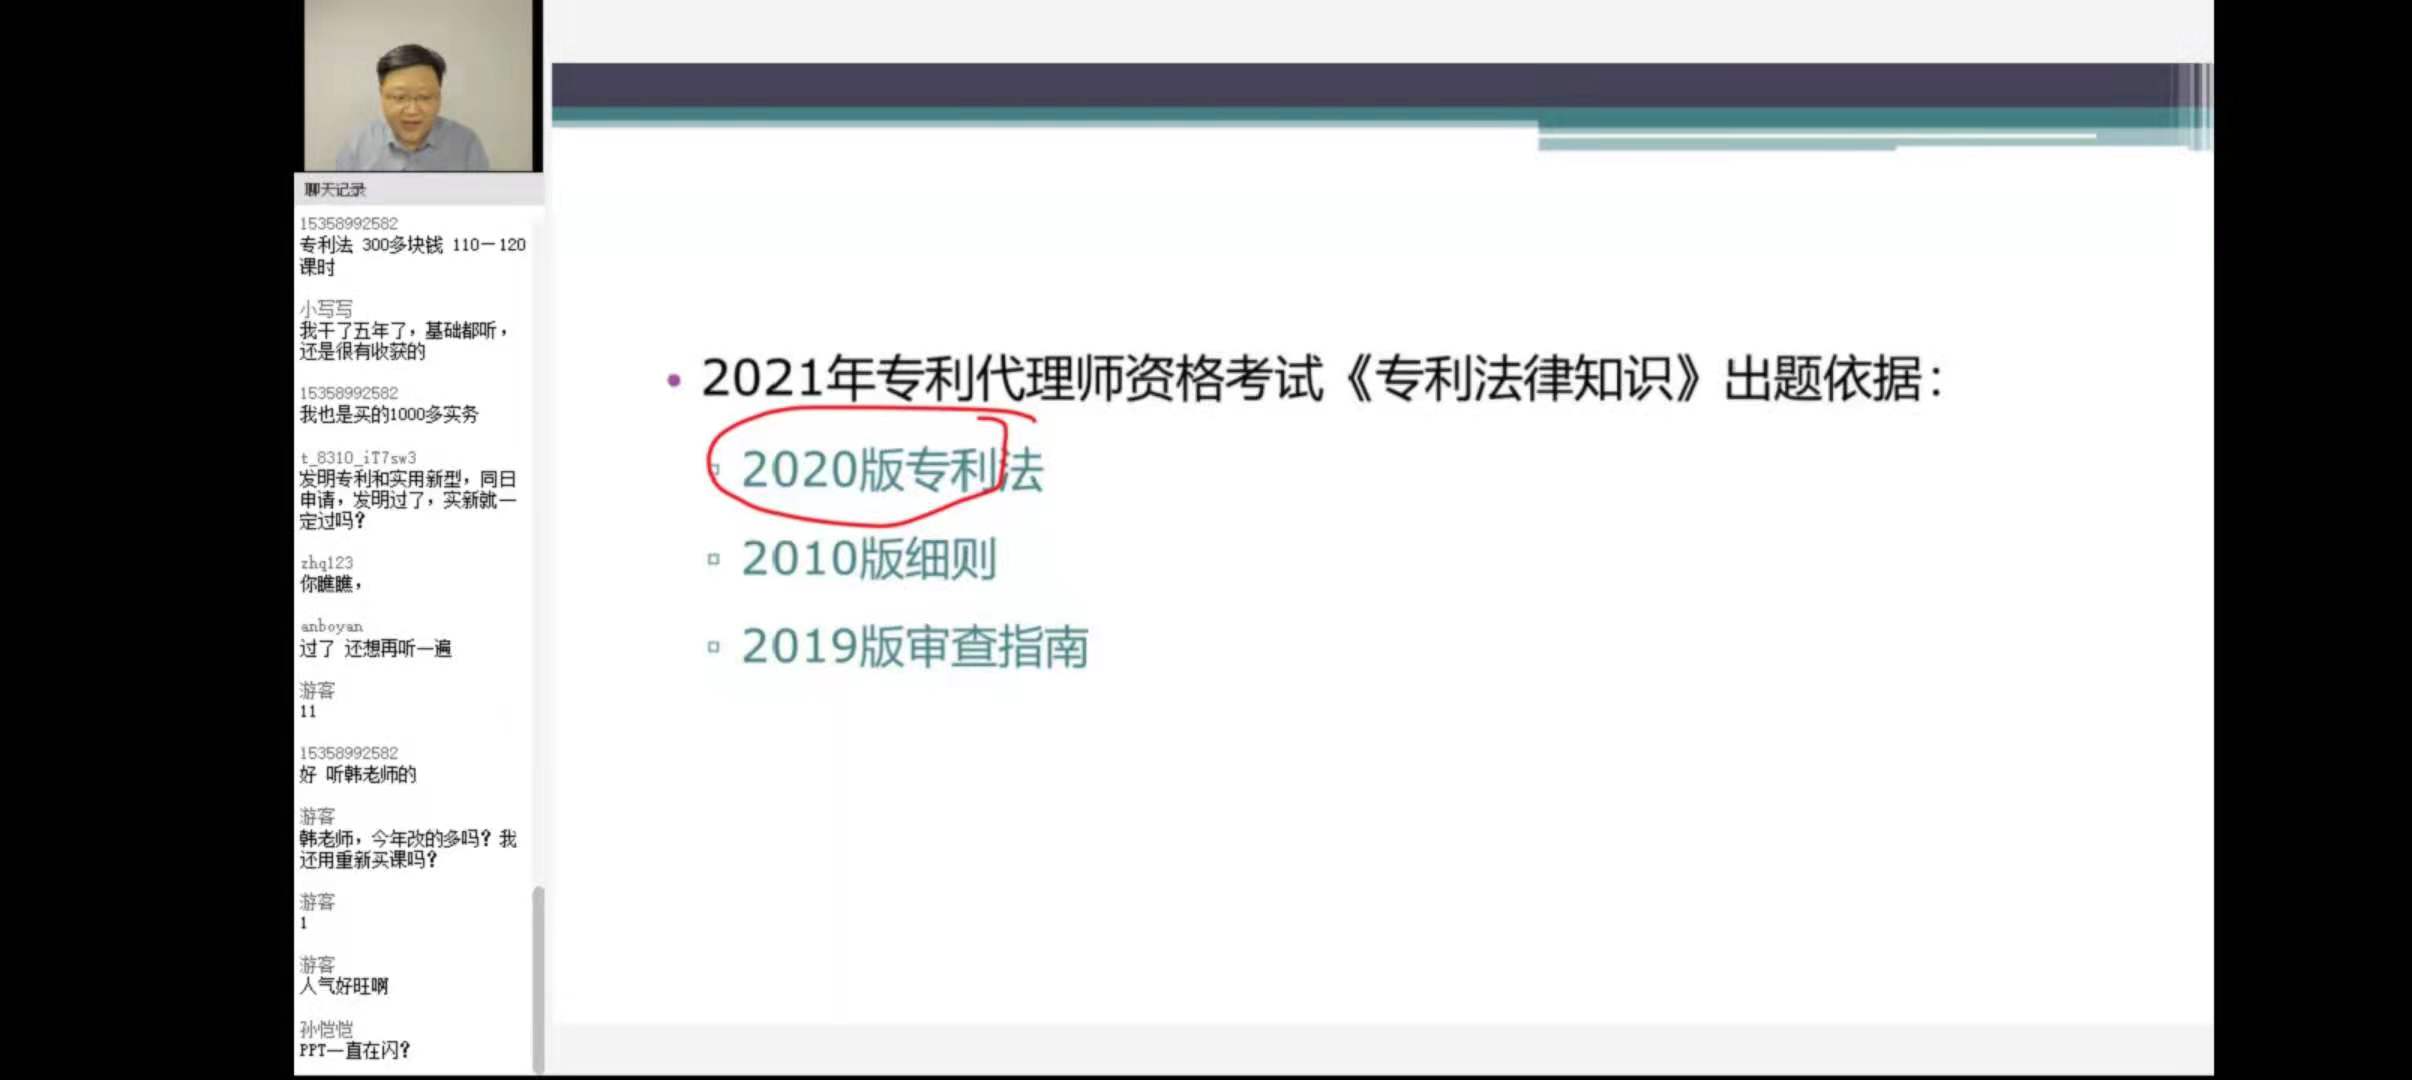 聊天记录
15358992582
专利法 300多块钱 110－120
课时
小写写
我干了五年了，基础都听，
还是很有收获的
15358992582
我也是买的1000多实务
t_8310_iT7sw3
发明专利和实用新型，同日
申请，发明过了，实新就一
定过吗？
zhq123
你瞧瞧，
anboyan
过了 还想再听一遍
游客
11
15358992582
好 听韩老师的
游客
韩老师，今年改的多吗？我
还用重新买课吗？
游客
1
游客
人气好旺啊
孙恺恺
PPT一直在闪？
2021年专利代理师资格考试《专利法律知识》出题依据：
2020版专利法
2010版细则
2019版审查指南